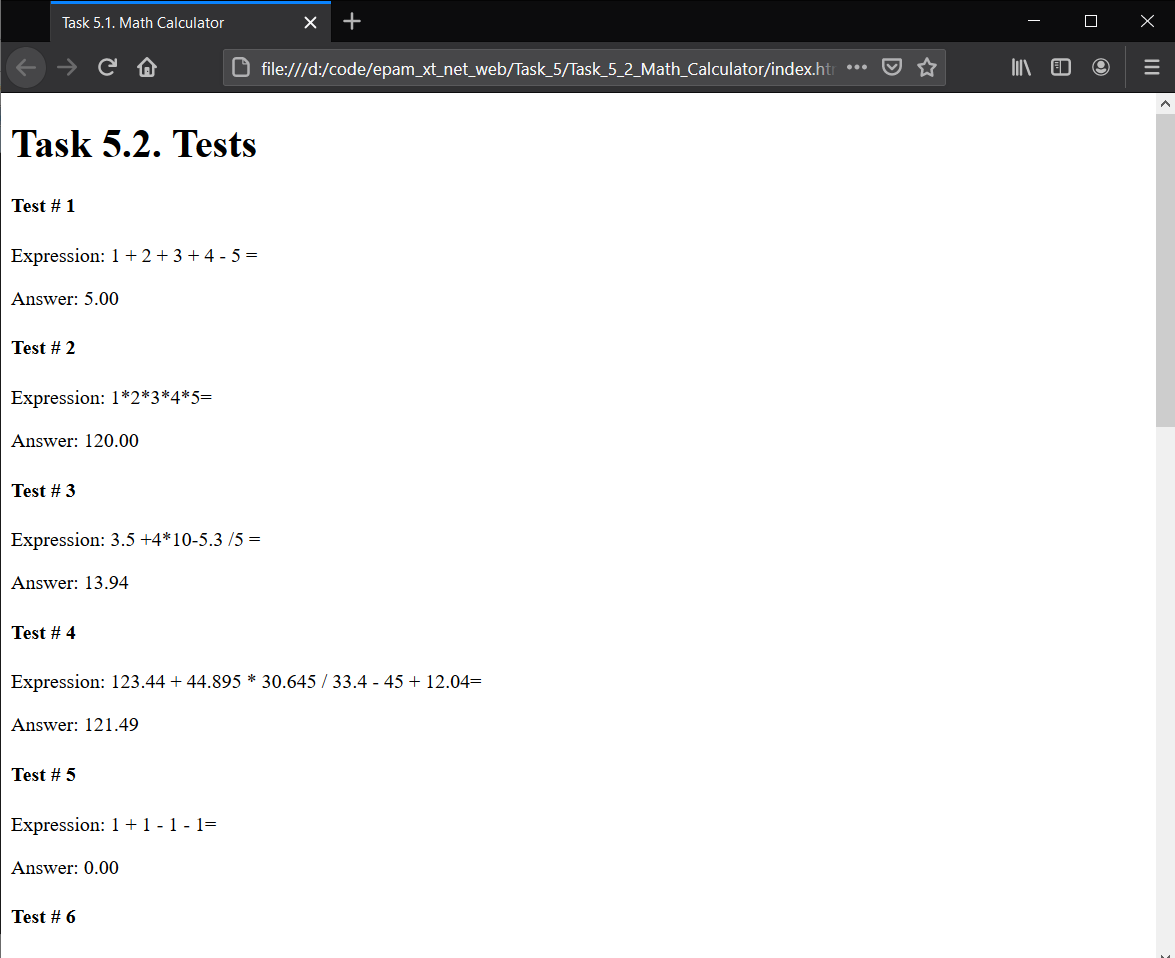 Task 5.1. Math Calculator
file:///d:/code/epam_xt_net_web/Task_5/Task_5_2_Math_Calculator/index.htm
Task 5.2. Tests
Test # 1
Expression: 1 + 2 + 3 + 4 - 5 =
Answer: 5.00
Test # 2
Expression: 1*2*3*4*5=
Answer: 120.00
Test # 3
Expression: 3.5 +4*10-5.3 /5 =
Answer: 13.94
Test # 4
Expression: 123.44 + 44.895 * 30.645 / 33.4 - 45 + 12.04=
Answer: 121.49
Test # 5
Expression: 1 + 1 - 1 - 1=
Answer: 0.00
Test # 6